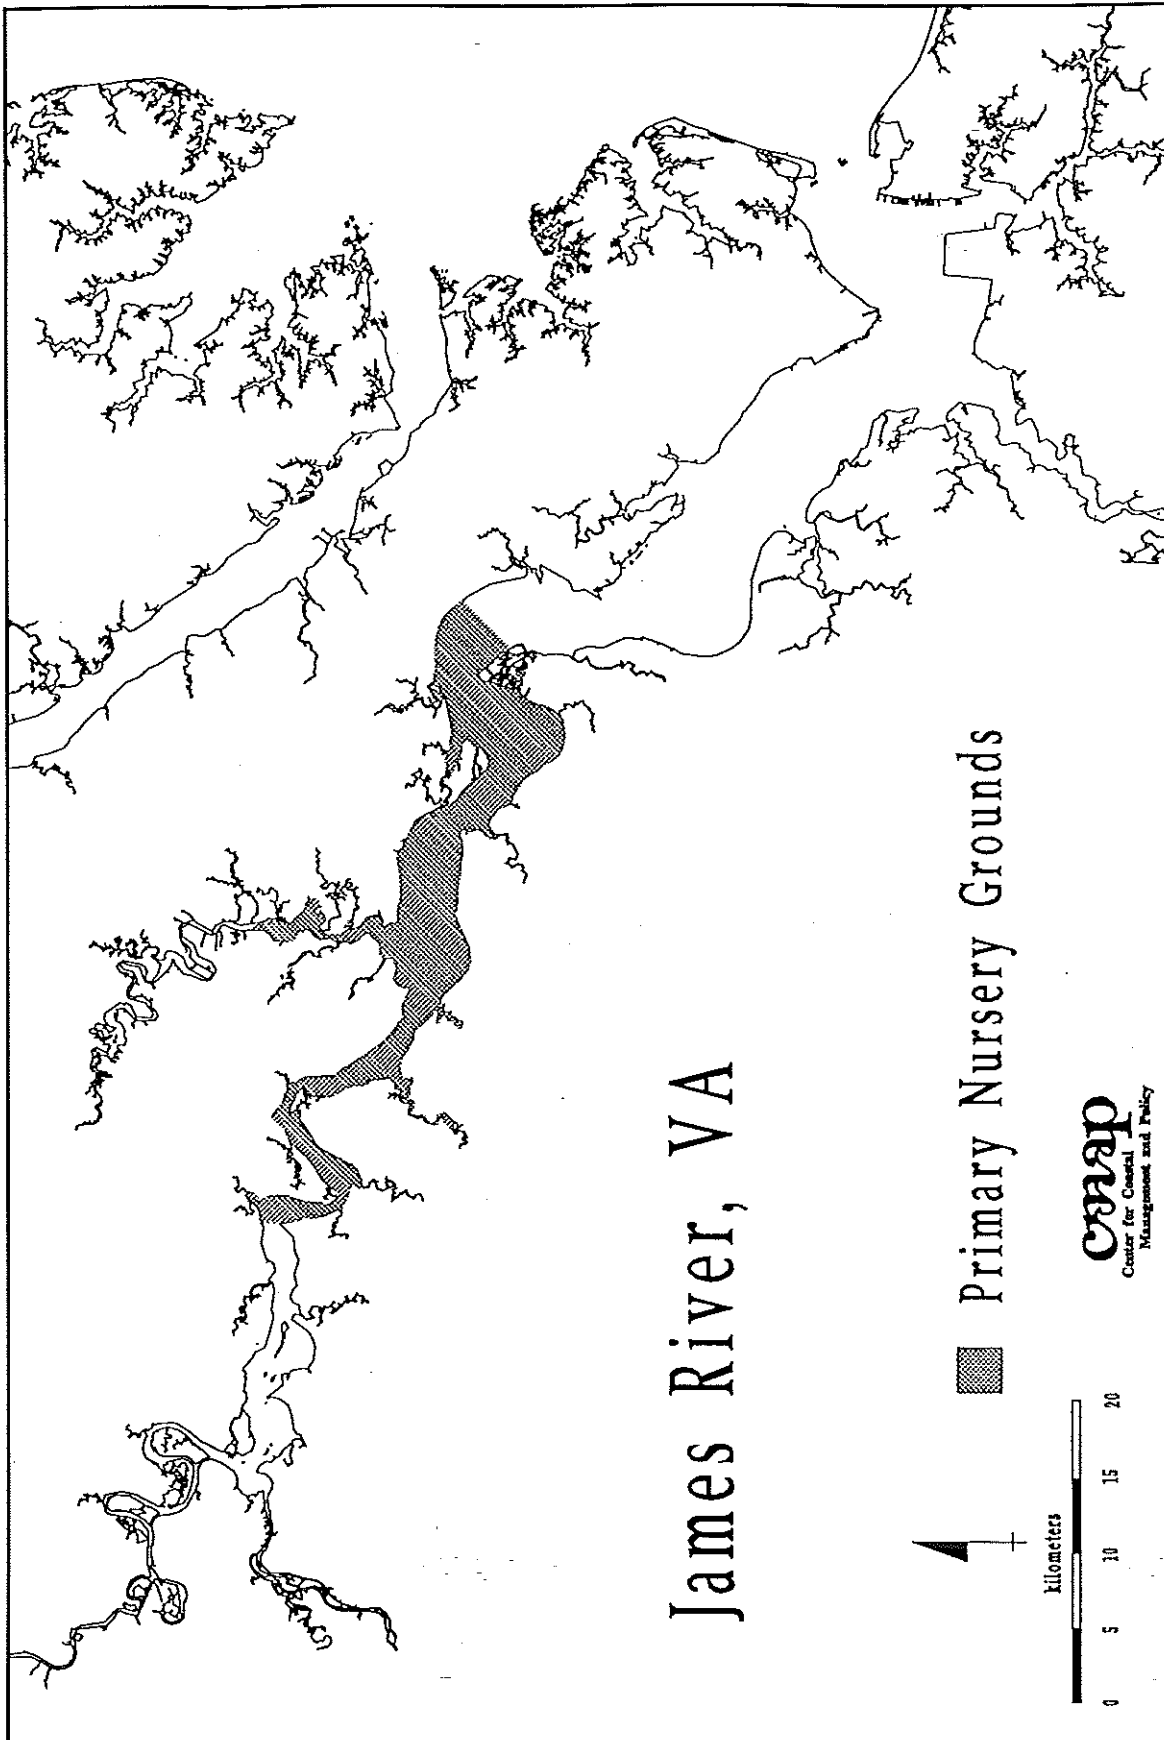 James River, VA
Primary Nursery Grounds
kilometers
0 5 10 15 20
cmap
Center for Coastal
Management and Policy